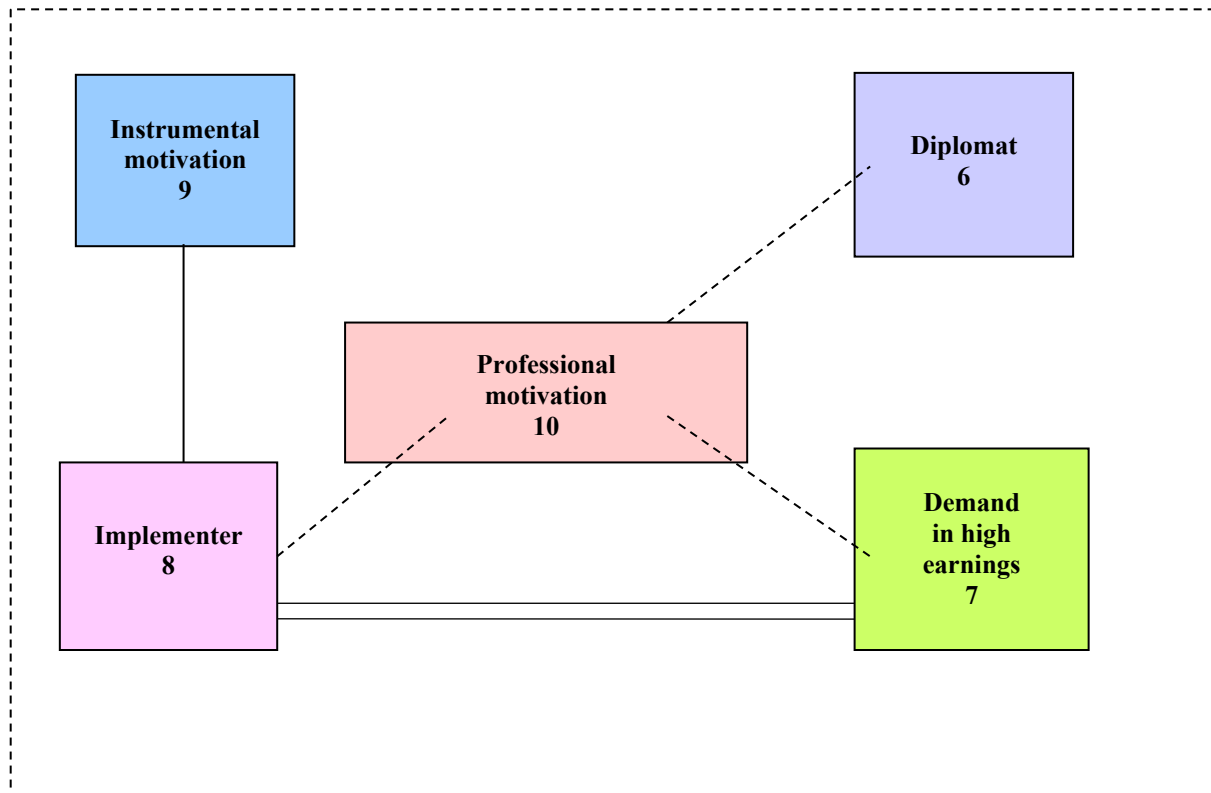 Instrumental
motivation
9
Diplomat
6
Professional
motivation
10
Implementer
8
Demand
in high
earnings
7